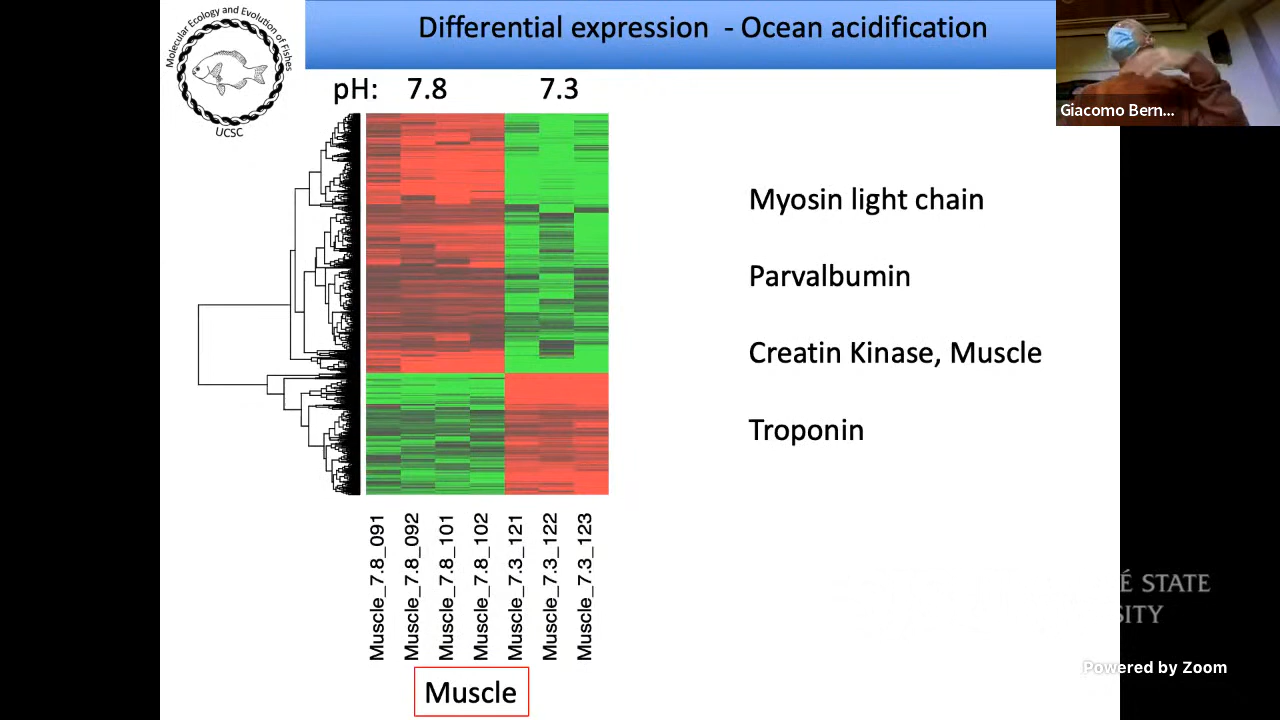 Molecular Ecology and Evolution of Fishes
UCSC
Differential expression - Ocean acidification
Giacomo Bern...
pH: 7.8 7.3
Myosin light chain
Parvalbumin
Creatin Kinase, Muscle
Troponin
Muscle_7.8_091
Muscle_7.8_092
Muscle_7.8_101
Muscle_7.8_102
Muscle_7.3_121
Muscle_7.3_122
Muscle_7.3_123
Muscle
É STATE
SITY
Powered by Zoom